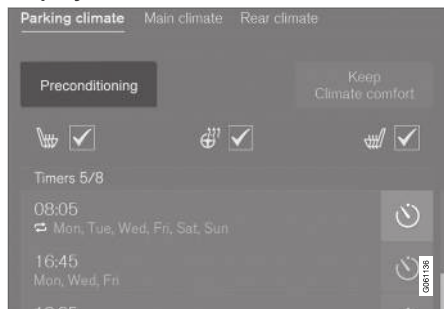 Parking climate Main climate Rear climate
Preconditioning
Keep
Climate comfort
Timers 5/8
08:05
Mon, Tue, Wed, Fri, Sat, Sun
16:45
Mon, Wed, Fri
G061136